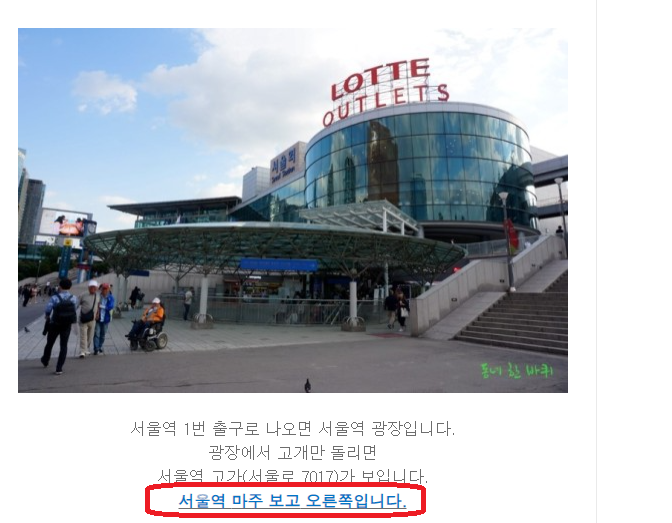 LOTTE
OUTLETS
서울역
동네 한 바퀴
서울역 1번 출구로 나오면 서울역 광장입니다.
광장에서 고개만 돌리면
서울역 고가(서울로 7017)가 보입니다.
서울역 마주 보고 오른쪽입니다.